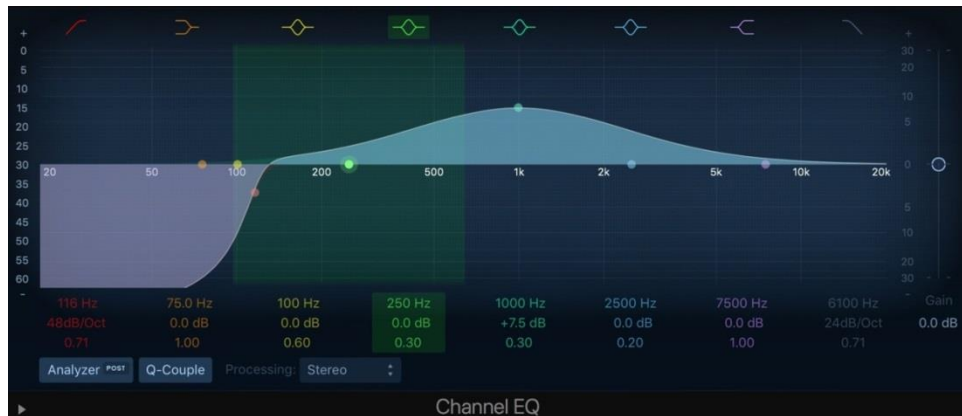 + +
0 30
5 20
10
15 10
20 5
25
30 20 50 100 200 500 1k 2k 5k 10k 20k 0
35
40 5
45
50 10
55 20
60 30
- -
116 Hz 75.0 Hz 100 Hz 250 Hz 1000 Hz 2500 Hz 7500 Hz 6100 Hz Gain
48dB/Oct 0.0 dB 0.0 dB 0.0 dB +7.5 dB 0.0 dB 0.0 dB 24dB/Oct 0.0 dB
0.71 1.00 0.60 0.30 0.30 0.20 1.00 0.71
Analyzer POST Q-Couple Processing: Stereo
Channel EQ